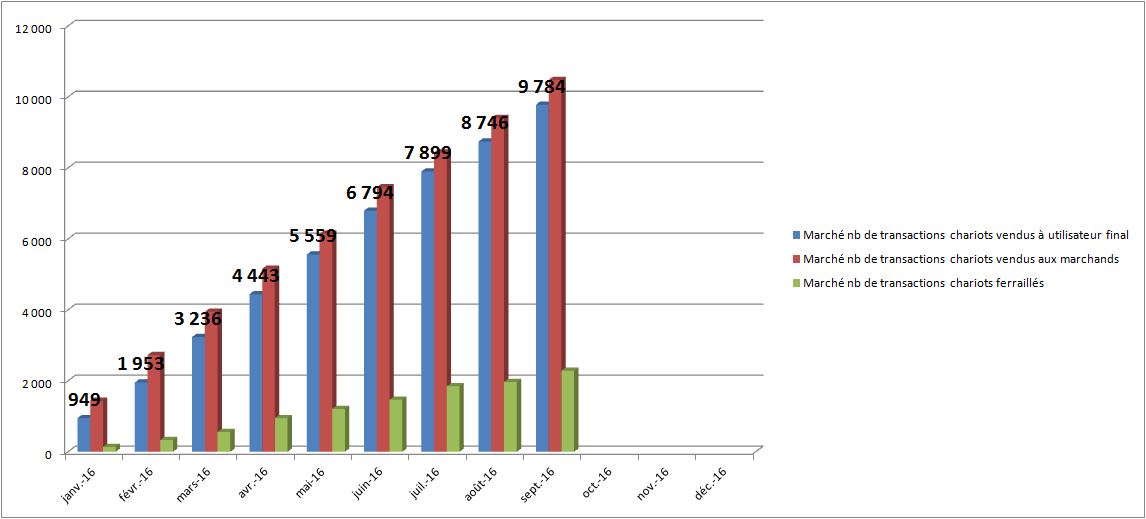 12 000
10 000
8 000
6 000
4 000
2 000
0
949
1 953
3 236
4 443
5 559
6 794
7 899
8 746
9 784
janv.-16
févr.-16
mars-16
avr.-16
mai-16
juin-16
juil.-16
août-16
sept.-16
oct.-16
nov.-16
déc.-16
Marché nb de transactions chariots vendus à utilisateur final
Marché nb de transactions chariots vendus aux marchands
Marché nb de transactions chariots ferraillés